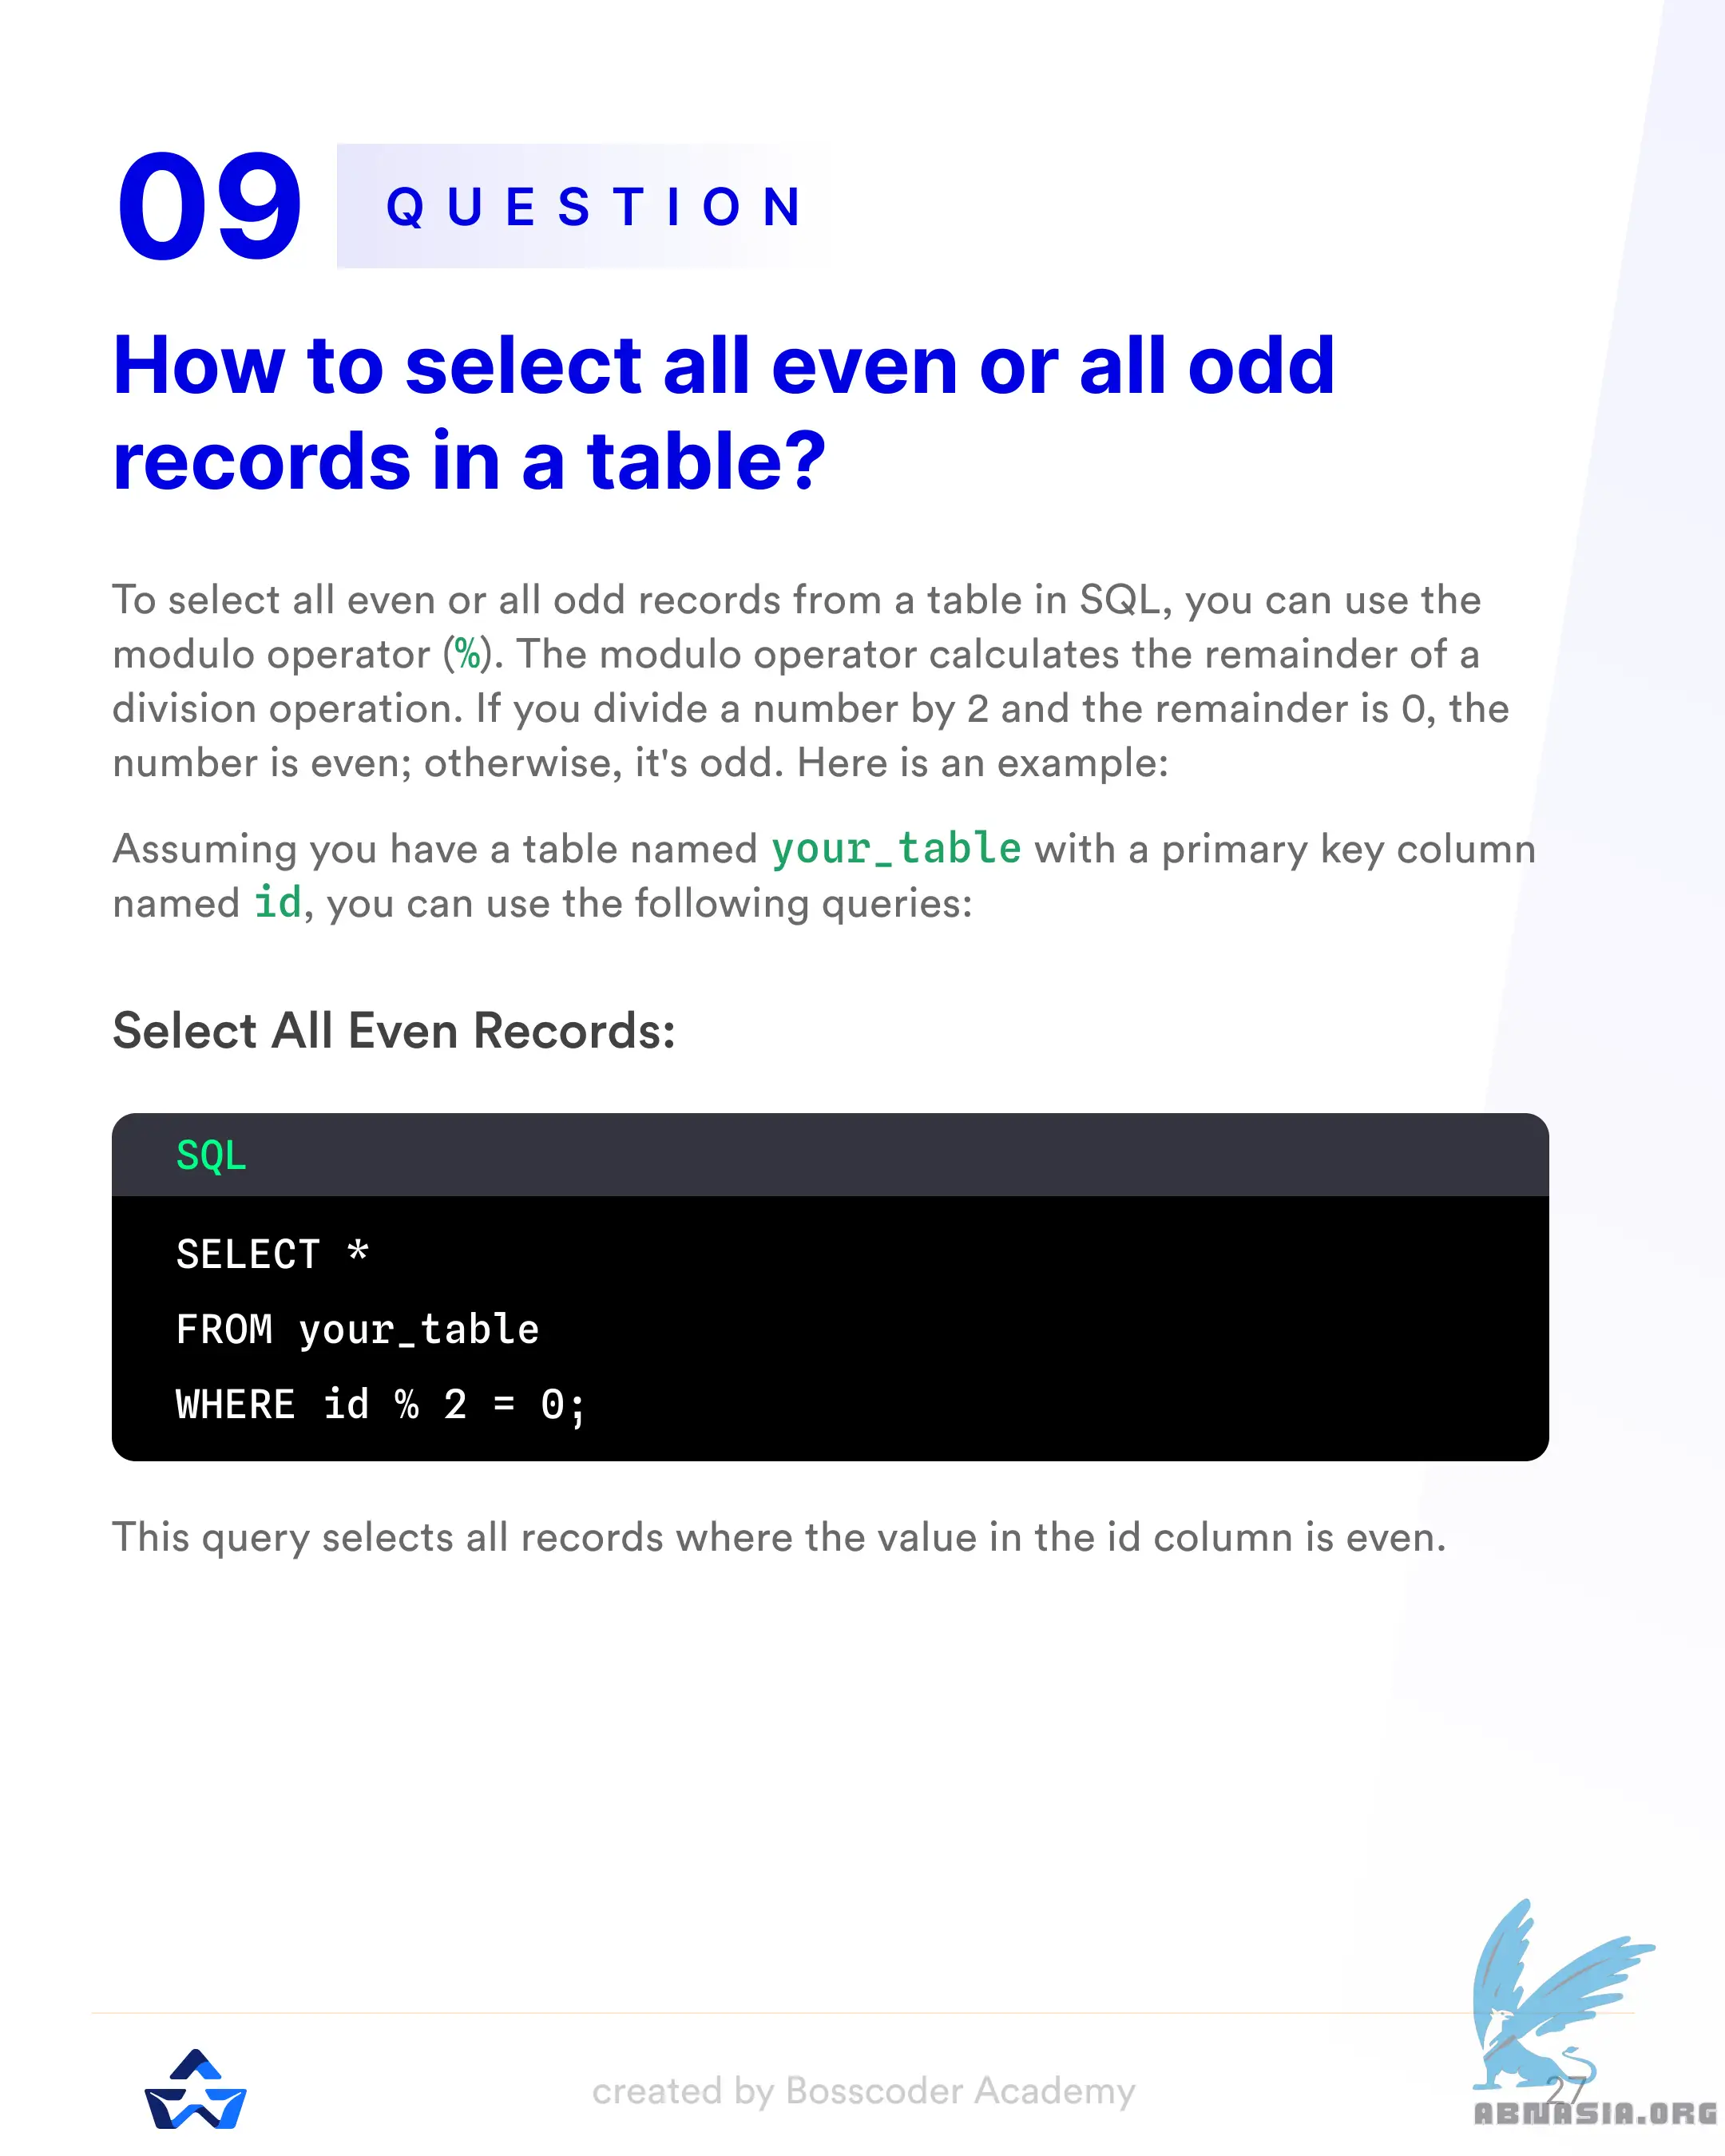 09 QUESTION
How to select all even or all odd
records in a table?
To select all even or all odd records from a table in SQL, you can use the
modulo operator (%). The modulo operator calculates the remainder of a
division operation. If you divide a number by 2 and the remainder is 0, the
number is even; otherwise, it's odd. Here is an example:
Assuming you have a table named your_table with a primary key column
named id, you can use the following queries:
Select All Even Records:
SQL
SELECT *
FROM your_table
WHERE id % 2 = 0;
This query selects all records where the value in the id column is even.
created by Bosscoder Academy
27
ABNASIA.ORG